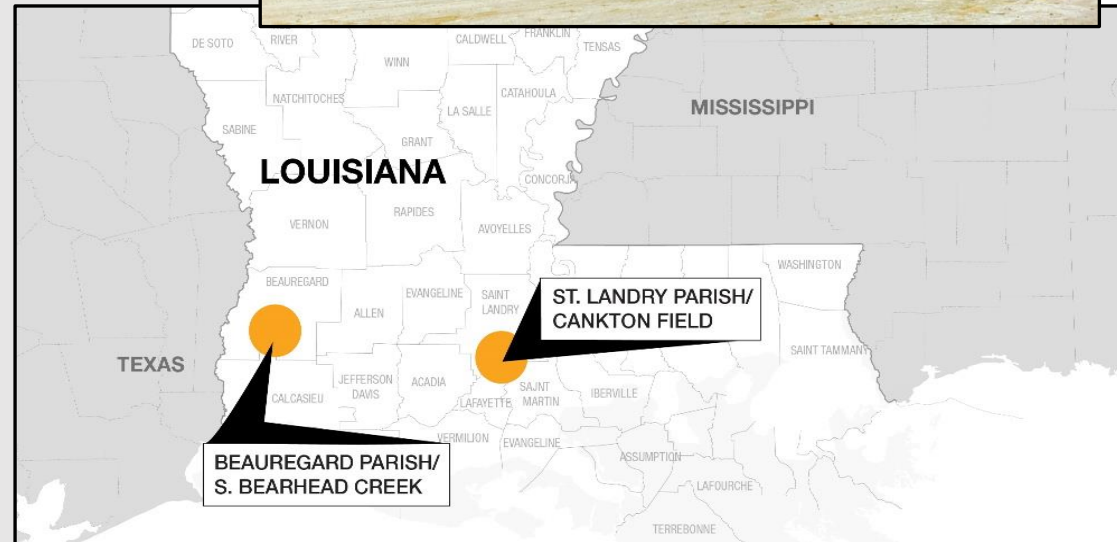 DE SOTO
RIVER
CALDWELL
FRANKLIN
TENSAS
WINN
NATCHITOCHES
CATAHOULA
LA SALLE
MISSISSIPPI
SABINE
GRANT
LOUISIANA
CONCORJA
RAPIDES
VERNON
AVOYELLES
WASHINGTON
BEAUREGARD
EVANGELINE
SAINT
LANDRY
ST. LANDRY PARISH/
CANKTON FIELD
ALLEN
SAINT TAMMANY
TEXAS
JEFFERSON
DAVIS
ACADIA
CALCASIEU
SAJNT
MARTIN
IBERVILLE
LAFAYETTE
VERMILION
EVANGELINE
ASSUMPTION
BEAUREGARD PARISH/
S. BEARHEAD CREEK
LAFOURCHE
TERREBONNE